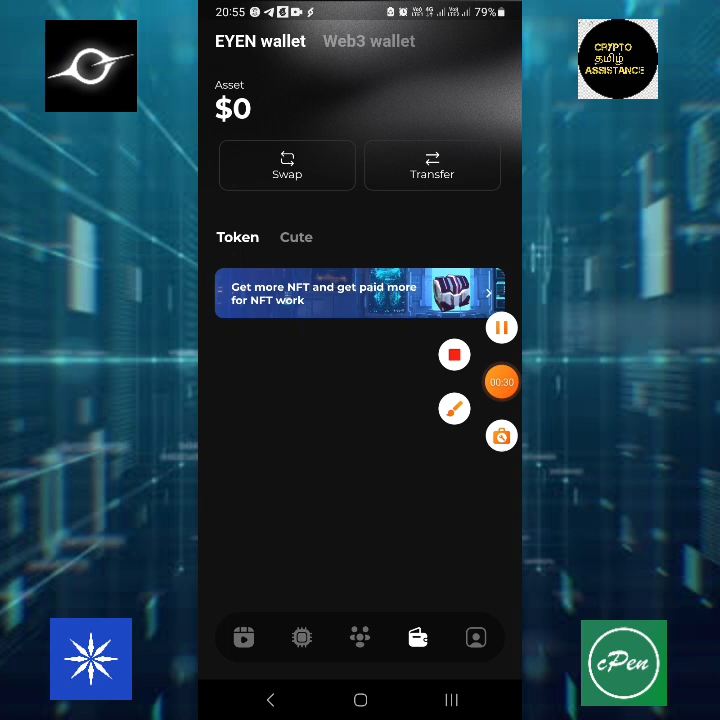 20:55
79%
EYEN wallet
Web3 wallet
Asset
$0
Swap
Transfer
Token
Cute
Get more NFT and get paid more
for NFT work
00:30
CRYPTO
தமிழ்
ASSISTANCE
cPen